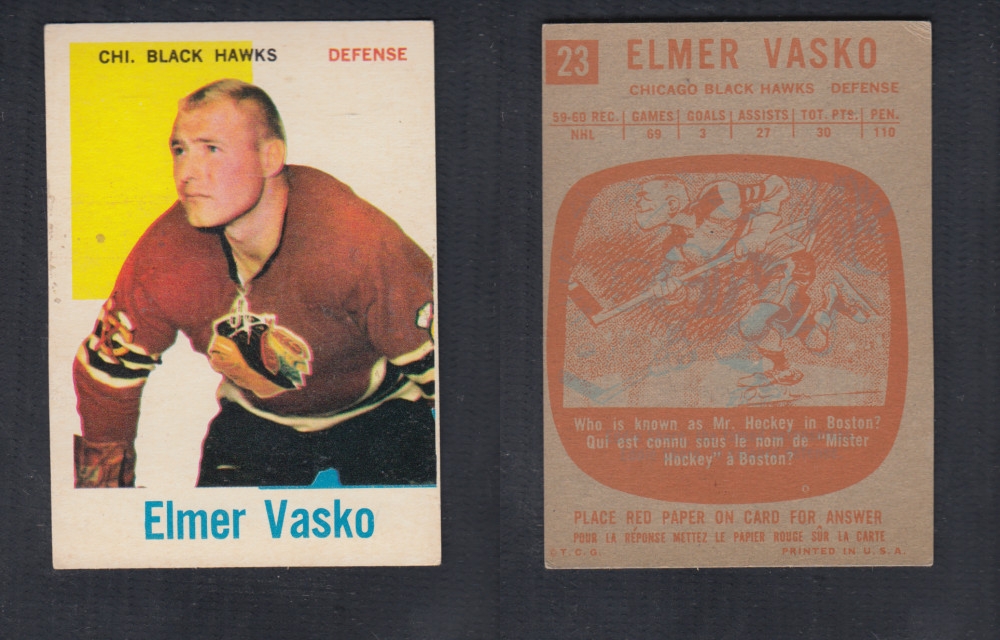 CHI. BLACK HAWKS DEFENSE
Elmer Vasko
23 ELMER VASKO
CHICAGO BLACK HAWKS DEFENSE
59-60 REC. GAMES GOALS ASSISTS TOT. PTS. PEN.
NHL 69 3 27 30 110
Who is known as Mr. Hockey in Boston?
Qui est connu sous le nom de "Mister
Hockey" à Boston?
PLACE RED PAPER ON CARD FOR ANSWER
POUR LA RÉPONSE METTEZ LE PAPIER ROUGE SÛR LA CARTE
© T.C.G. PRINTED IN U.S.A.